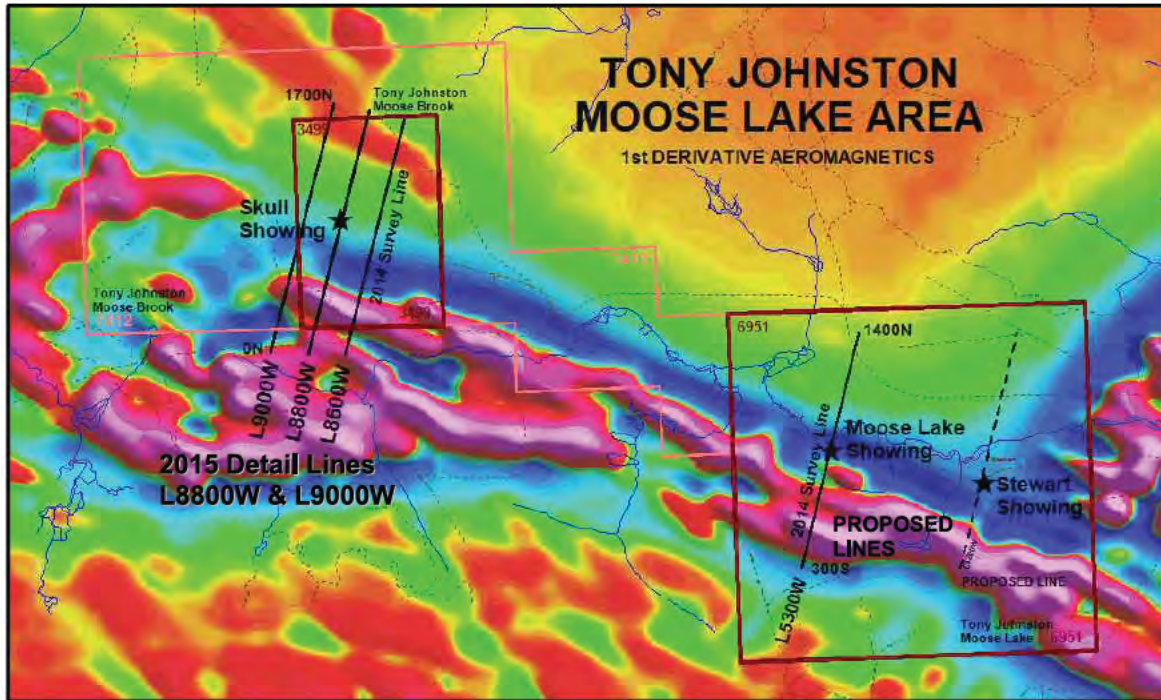 TONY JOHNSTON
MOOSE LAKE AREA
1st DERIVATIVE AEROMAGNETICS
1700N
Tony Johnston
Moose Brook
3499
Skull
Showing
2014 Survey Line
Tony Johnston
Moose Brook
7412
3499
0N
L9000W
L8800W
L8600W
2015 Detail Lines
L8800W & L9000W
6951
1400N
Moose Lake
Showing
2014 Survey Line
Stewart
Showing
PROPOSED
LINES
300S
PROPOSED LINE
L5300W
Tony Johnston
Moose Lake
6951